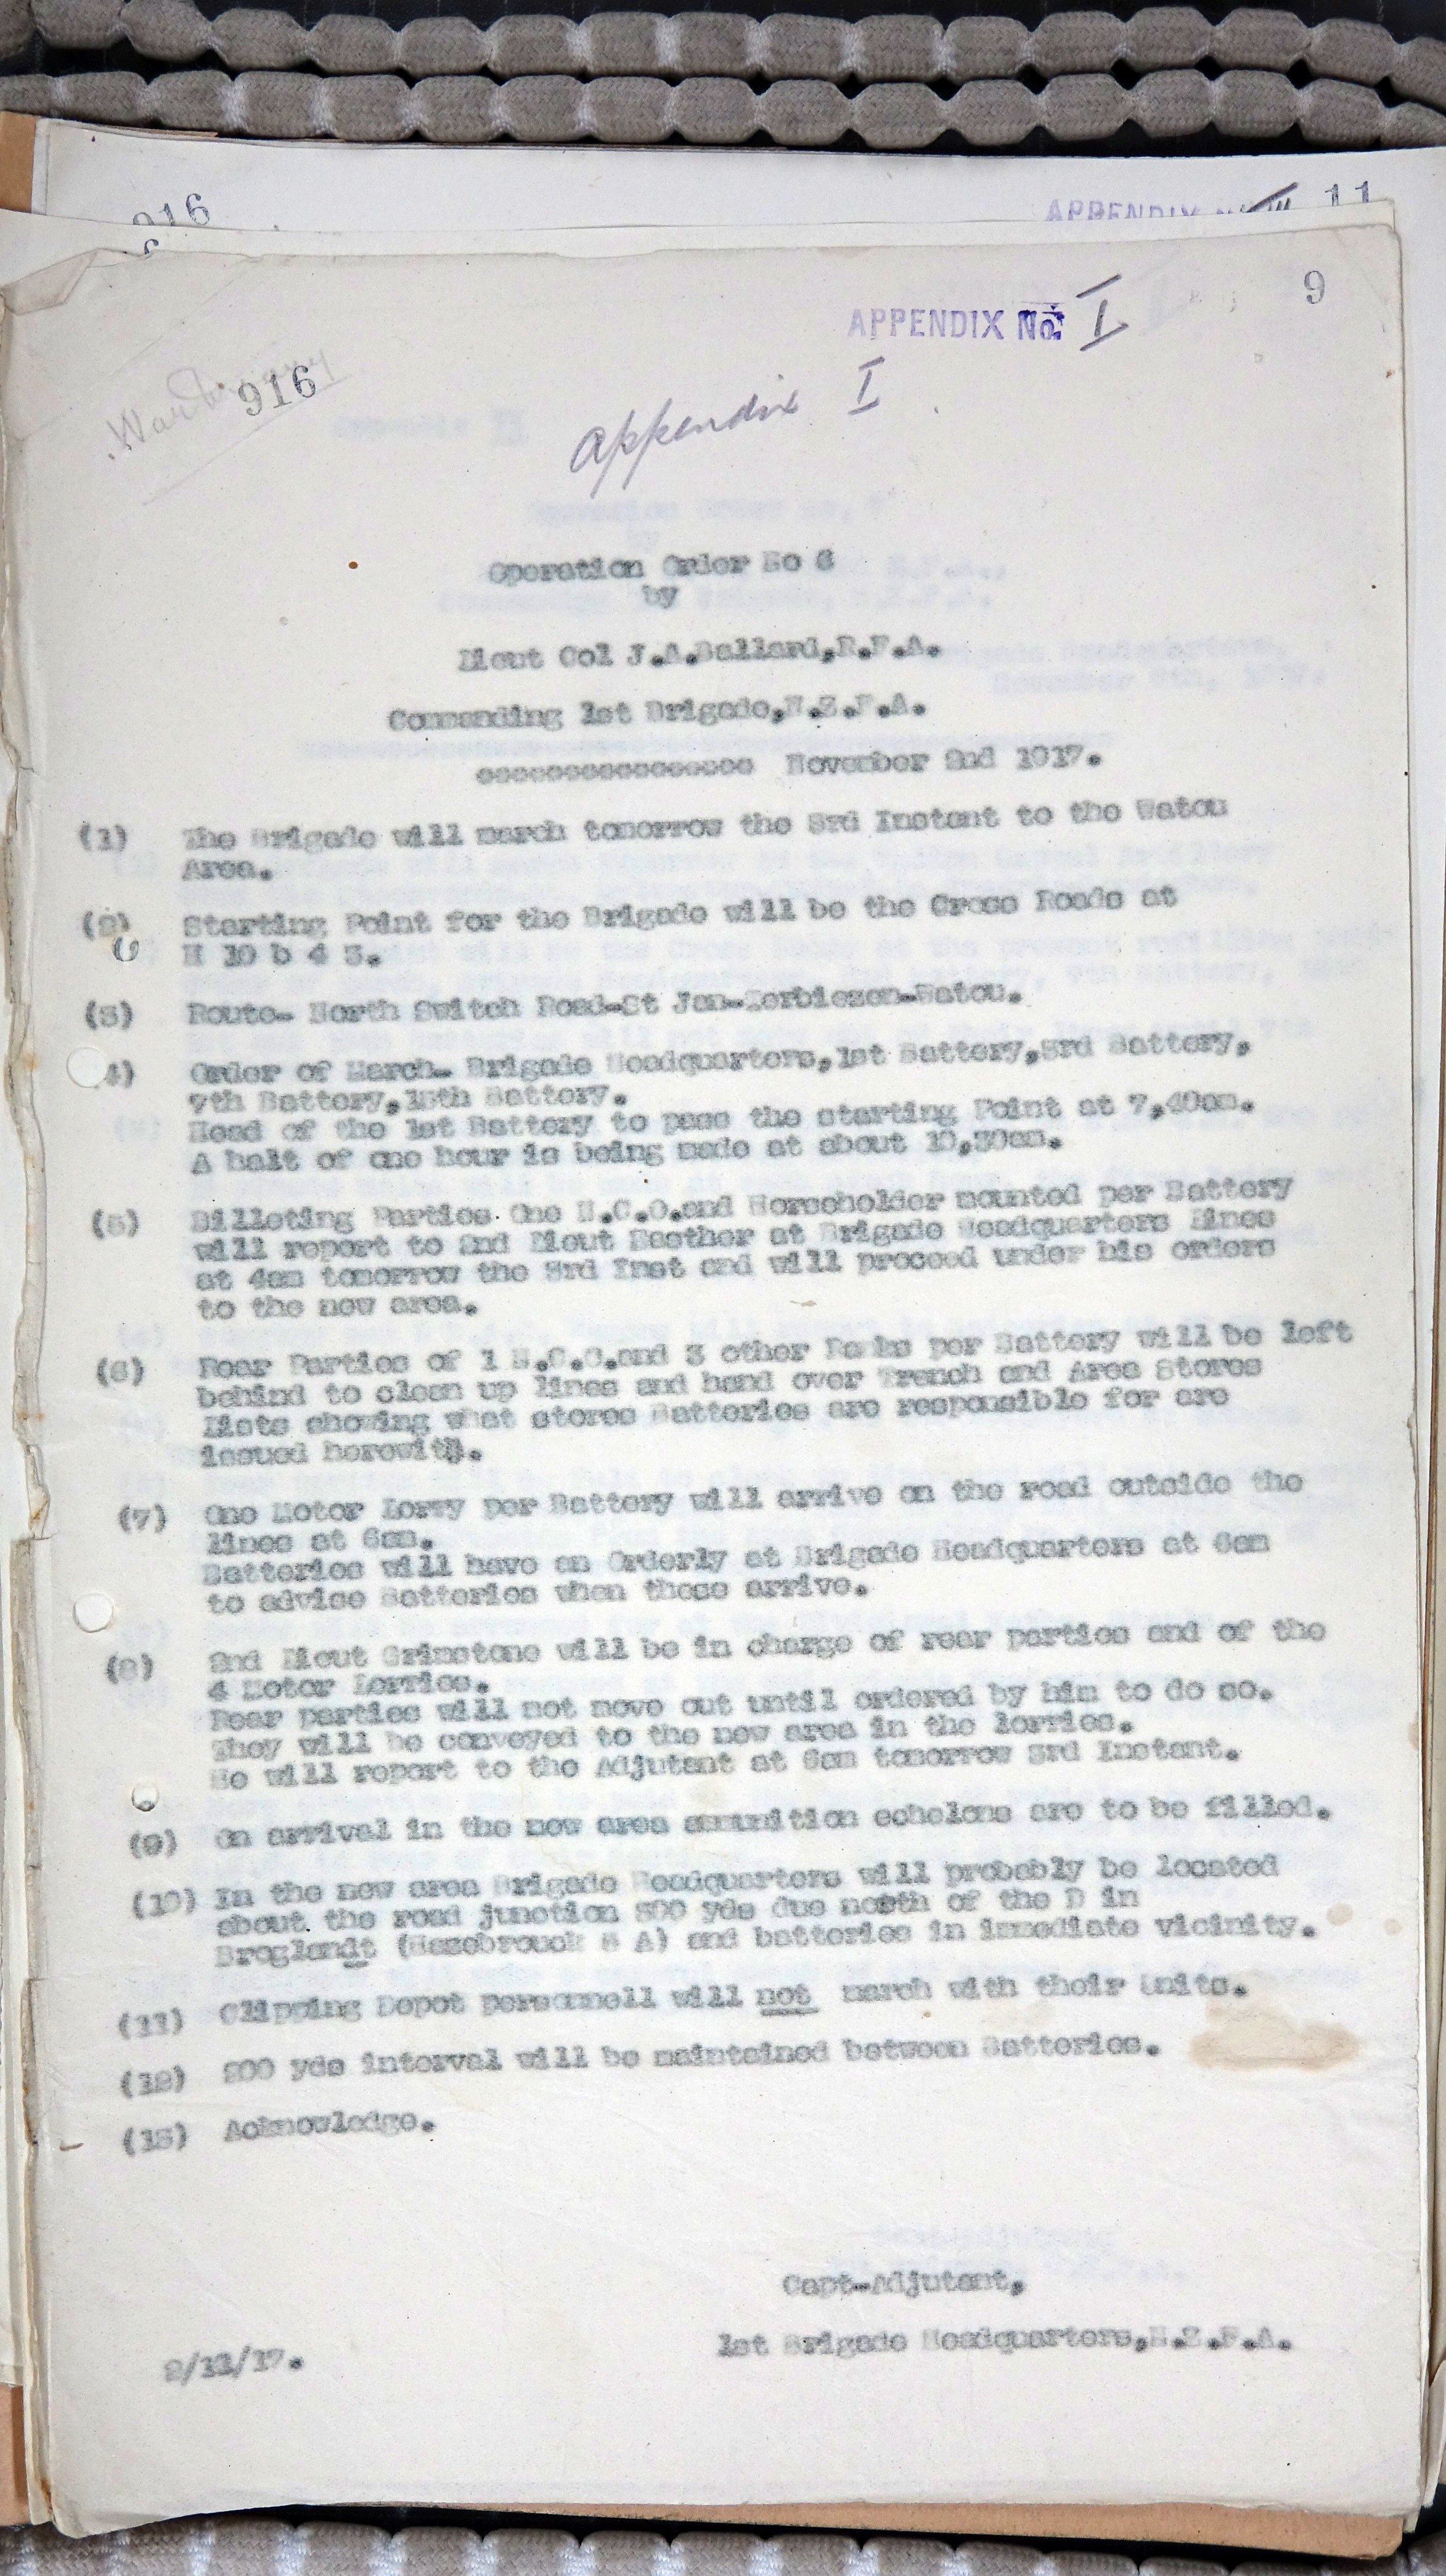 916
APPENDIX 11
9
APPENDIX No. I
War Diary
916
Appendix I
Operation Order No 6
by
Lieut Col J.A.Ballard,R.F.A.
Commanding 1st Brigade,N.Z.F.A.
oooooooooooooooooo November 2nd 1917.
(1) The Brigade will march tomorrow the 3rd Instant to the Watou
Area.
(2) Starting Point for the Brigade will be the Cross Roads at
H 10 b 4 3.
(3) Route- North Switch Road-St Jan-Terbiezen-Watou.
(4) Order of March- Brigade Headquarters,1st Battery,3rd Battery,
7th Battery,15th Battery.
Head of the 1st Battery to pass the starting Point at 7,40am.
A halt of one hour is being made at about 10,30am.
(5) Billeting Parties One N.C.O.and Horseholder mounted per Battery
will report to 2nd Lieut Easther at Brigade Headquarters Lines
at 4am tomorrow the 3rd Inst and will proceed under his orders
to the new area.
(6) Rear Parties of 1 N.C.O.and 3 other Ranks per Battery will be left
behind to clean up lines and hand over Trench and Area Stores
Lists showing what stores Batteries are responsible for are
issued herewith.
(7) One Motor Lorry per Battery will arrive on the road outside the
lines at 6am.
Batteries will have an Orderly at Brigade Headquarters at 6am
to advise Batteries when these arrive.
(8) 2nd Lieut Grimstone will be in charge of rear parties and of the
4 Motor Lorries.
Rear parties will not move out until ordered by him to do so.
They will be conveyed to the new area in the lorries.
He will report to the Adjutant at 6am tomorrow 3rd Instant.
(9) On arrival in the new area ammunition echelons are to be filled.
(10) In the new area Brigade Headquarters will probably be located
about the road junction 500 yds due north of the D in
Broglandt (Hazebrouck 5 A) and batteries in immediate vicinity.
(11) Clipping Depot personnell will not march with their Units.
(12) 200 yds interval will be maintained between Batteries.
(13) Acknowledge.
Capt-Adjutant,
1st Brigade Headquarters,N.Z.F.A.
2/11/17.